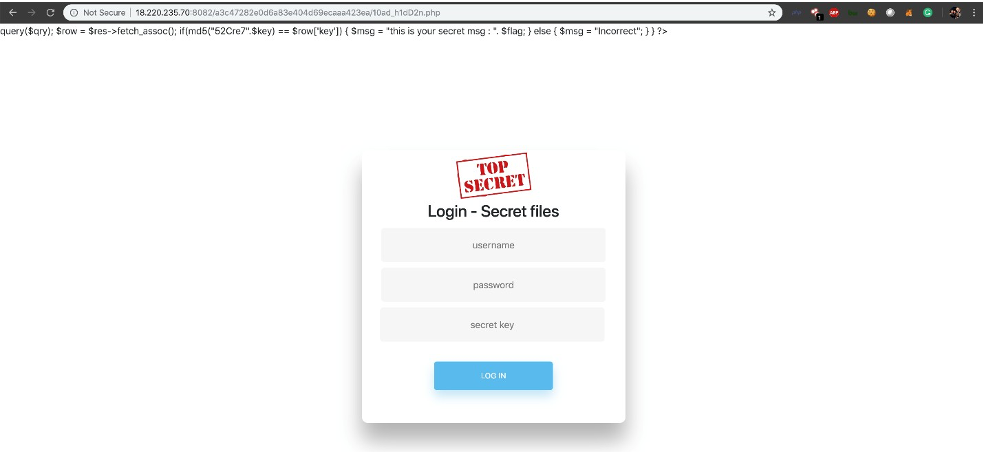 Not Secure | 18.220.235.70:8082/a3c47282e0d6a83e404d69ecaaa423ea/10ad_h1dD2n.php
query($qry); $row = $res->fetch_assoc(); if(md5("52Cre7".$key) == $row['key']) { $msg = "this is your secret msg : ". $flag; } else { $msg = "Incorrect"; } } ?>
TOP
SECRET
Login - Secret files
username
password
secret key
LOG IN